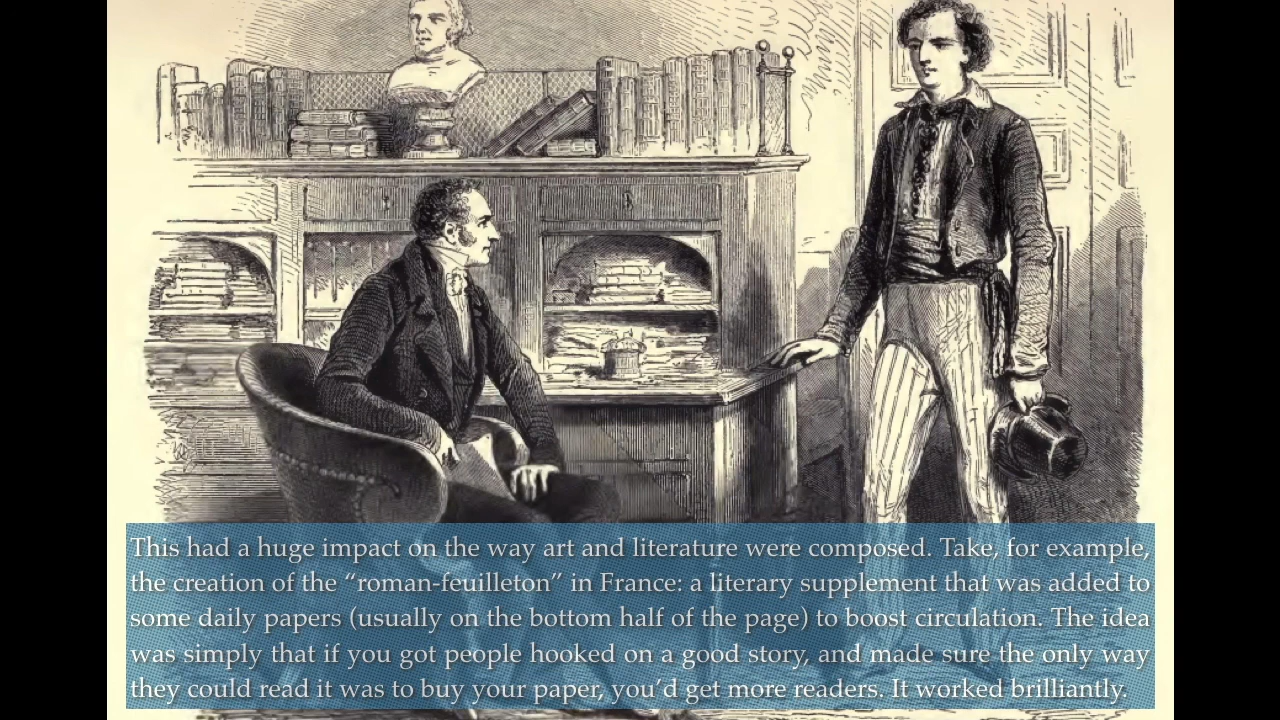 This had a huge impact on the way art and literature were composed. Take, for example,
the creation of the “roman-feuilleton” in France: a literary supplement that was added to
some daily papers (usually on the bottom half of the page) to boost circulation. The idea
was simply that if you got people hooked on a good story, and made sure the only way
they could read it was to buy your paper, you’d get more readers. It worked brilliantly.